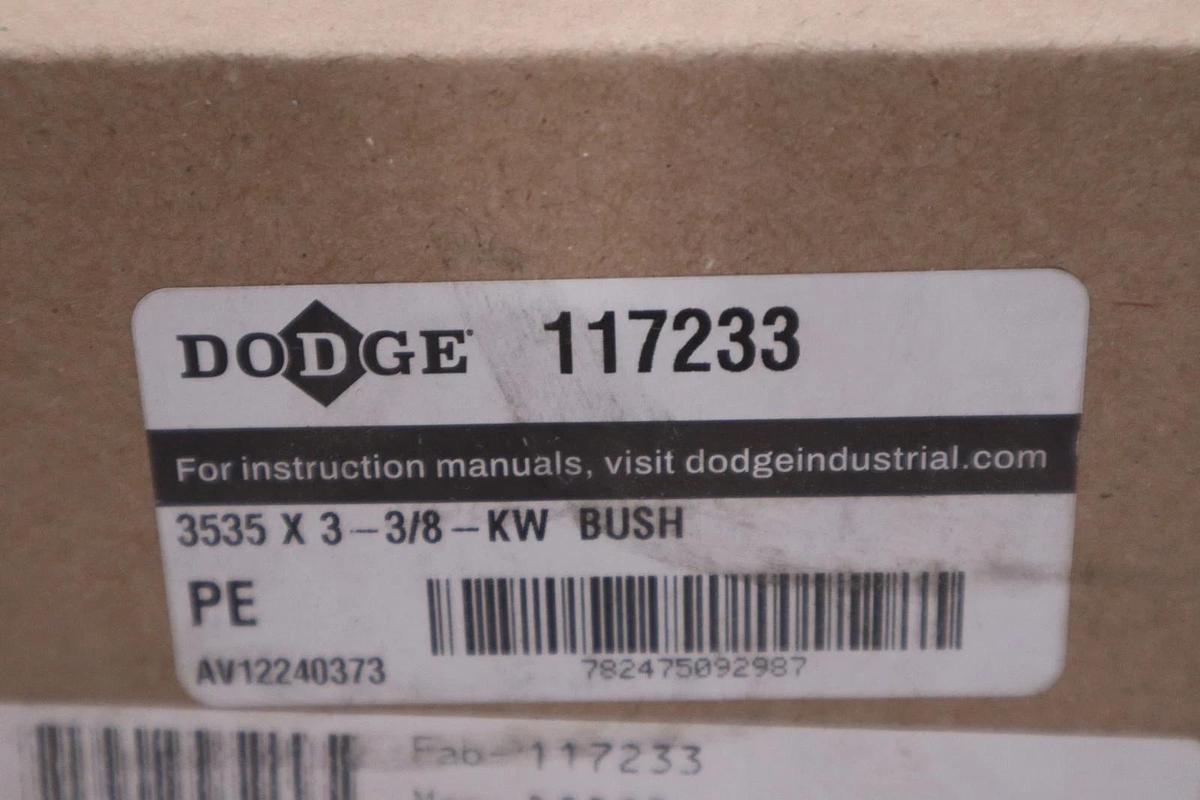 DODGE® 117233
For instruction manuals, visit dodgeindustrial.com
3535 X 3-3/8-KW BUSH
PE
AV12240373
782475092987
Fab- 117233